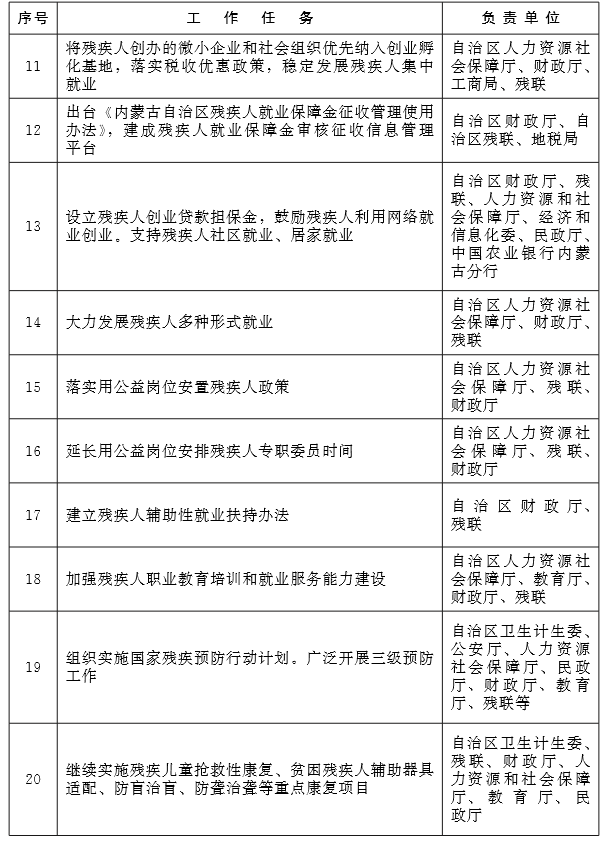 序号 工作任务 负责单位
11
将残疾人创办的微小企业和社会组织优先纳入创业孵
化基地，落实税收优惠政策，稳定发展残疾人集中
就业
自治区人力资源社
会保障厅、财政厅、
工商局、残联
12
出台《内蒙古自治区残疾人就业保障金征收管理使用
办法》，建成残疾人就业保障金审核征收信息管理
平台
自治区财政厅、自
治区残联、地税局
13
设立残疾人创业贷款担保金，鼓励残疾人利用网络就
业创业。支持残疾人社区就业、居家就业
自治区财政厅、残
联、人力资源和社
会保障厅、经济和
信息化委、民政厅、
中国农业银行内蒙
古分行
14
大力发展残疾人多种形式就业
自治区人力资源社
会保障厅、财政厅、
残联
15
落实用公益岗位安置残疾人政策
自治区人力资源社
会保障厅、残联、
财政厅
16
延长用公益岗位安排残疾人专职委员时间
自治区人力资源社
会保障厅、残联、
财政厅
17
建立残疾人辅助性就业扶持办法
自治区财政厅、
残联
18
加强残疾人职业教育培训和就业服务能力建设
自治区人力资源社
会保障厅、教育厅、
财政厅、残联
19
组织实施国家残疾预防行动计划。广泛开展三级预防
工作
自治区卫生计生委、
公安厅、人力资源
社会保障厅、民政
厅、财政厅、教育
厅、残联等
20
继续实施残疾儿童抢救性康复、贫困残疾人辅助器具
适配、防盲治盲、防聋治聋等重点康复项目
自治区卫生计生委、
残联、财政厅、人
力资源和社会保障
厅、教育厅、民
政厅